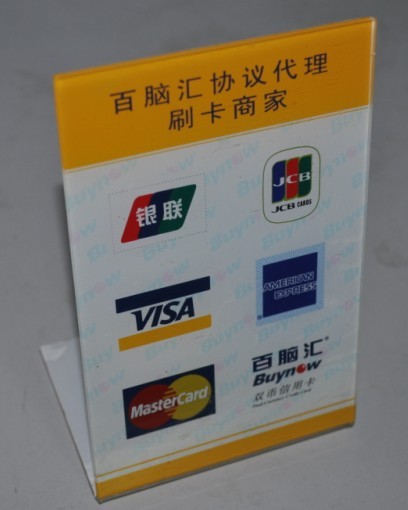 百脑汇协议代理
刷卡商家
银联
JCB
JCB CARDS
VISA
AMERICAN
EXPRESS
MasterCard
百脑汇
Buynow
双币信用卡